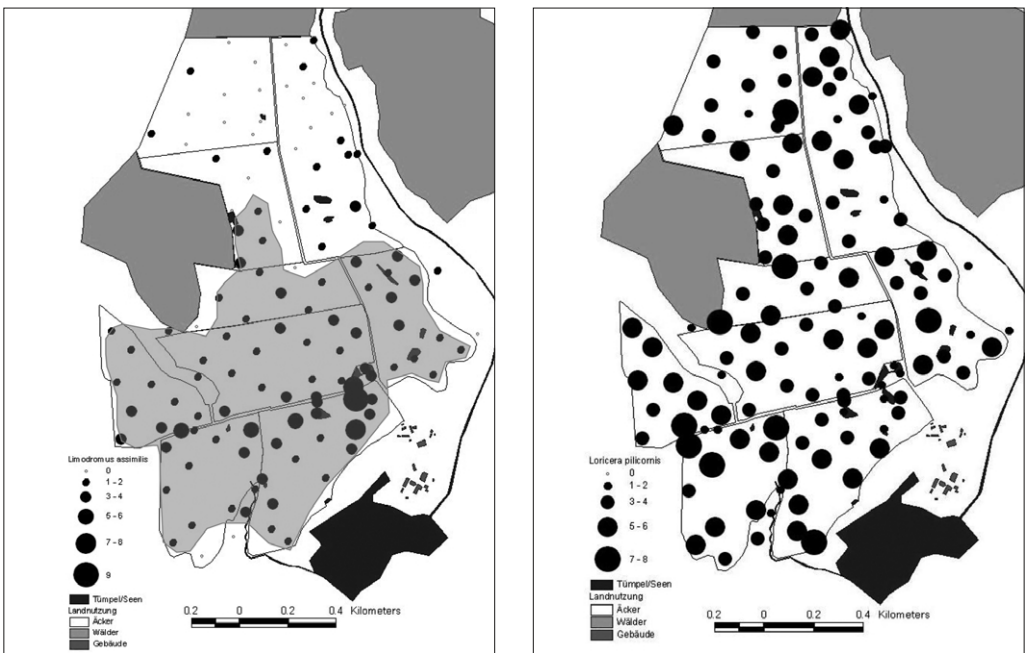 Limodromus assimilis
0
1 - 2
3 - 4
5 - 6
7 - 8
9
Tümpel/Seen
Landnutzung
Äcker
Wälder
Gebäude
0.2 0 0.2 0.4 Kilometers
Loricera pilicornis
0
1 - 2
3 - 4
5 - 6
7 - 8
Tümpel/Seen
Landnutzung
Äcker
Wälder
Gebäude
0.2 0 0.2 0.4 Kilometers